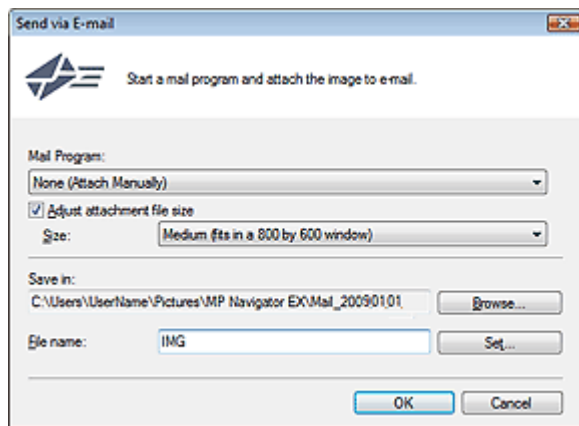 Send via E-mail
Start a mail program and attach the image to e-mail.
Mail Program:
None (Attach Manually)
Adjust attachment file size
Size: Medium (fits in a 800 by 600 window)
Save in:
C:\Users\UserName\Pictures\MP Navigator EX\Mail_20090101 Browse...
File name: IMG Set...
OK Cancel